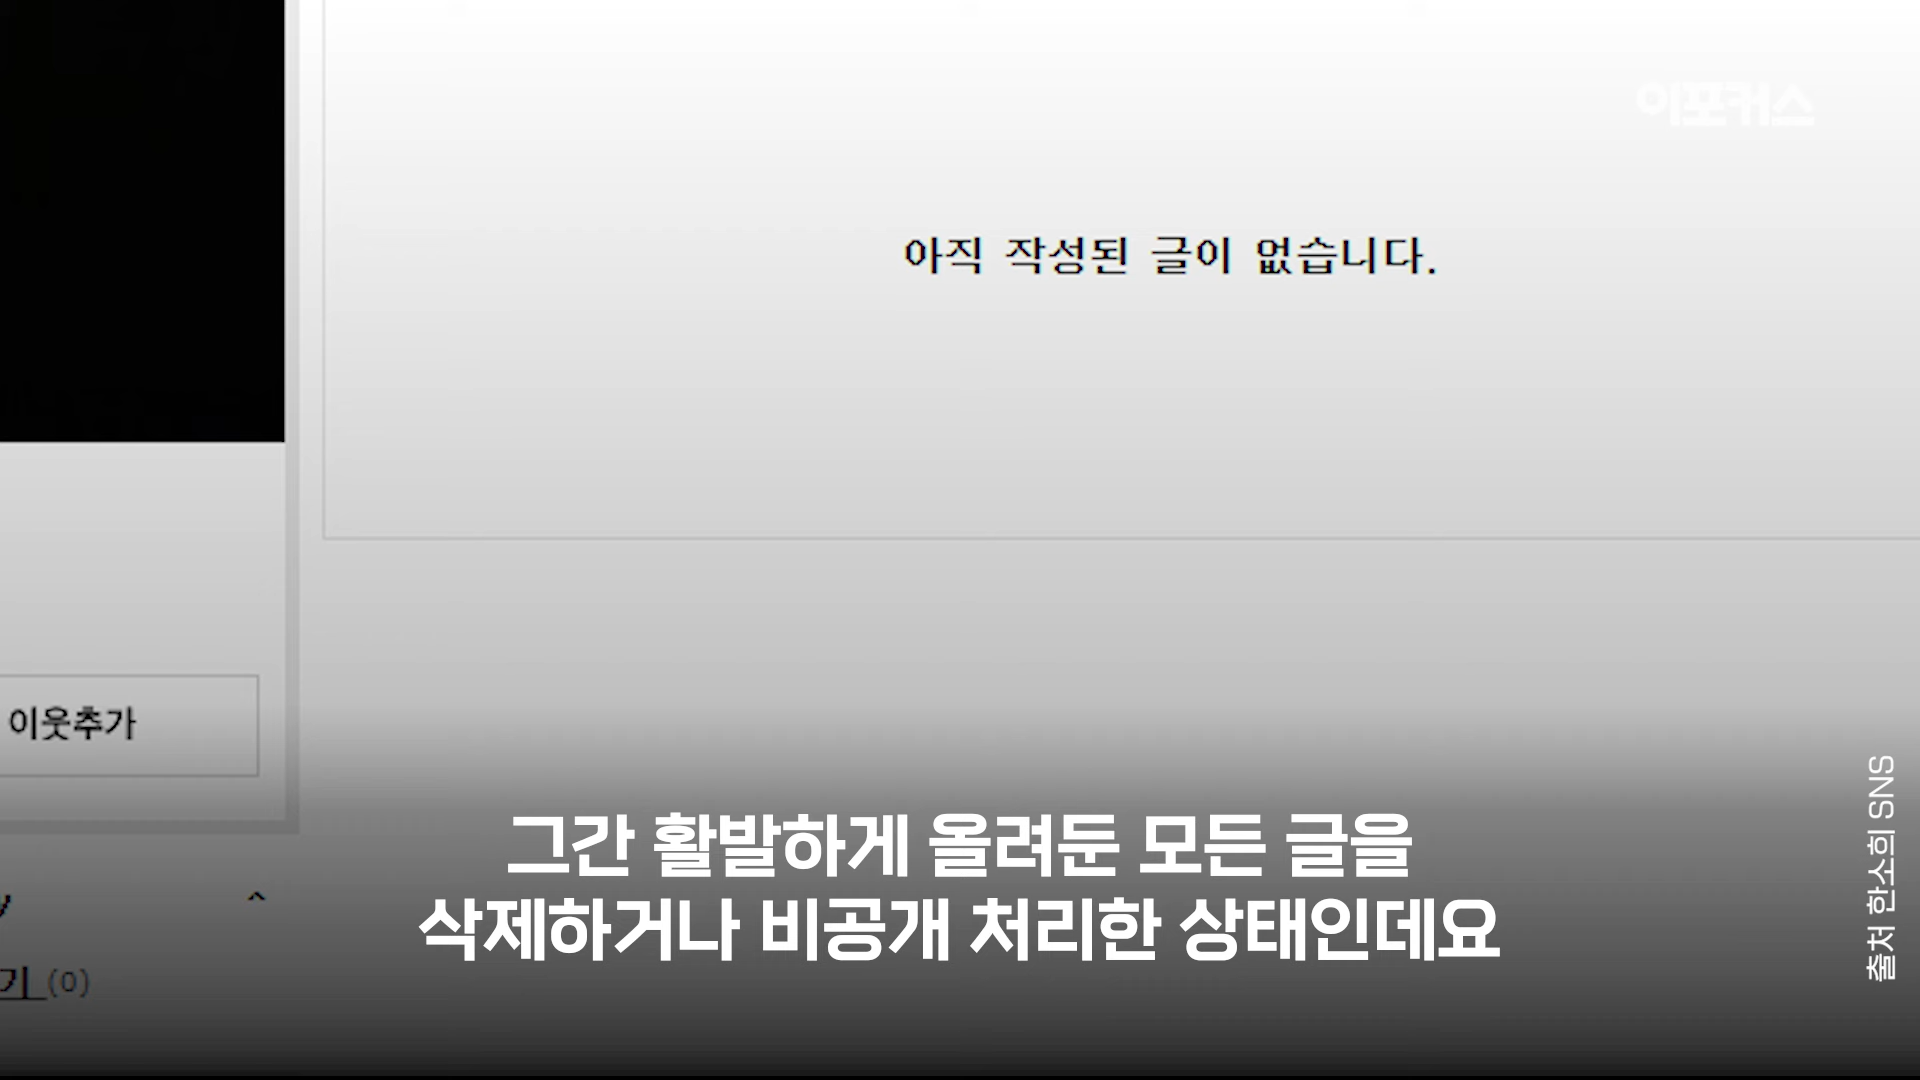 이포커스
아직 작성된 글이 없습니다.
이웃추가
그간 활발하게 올려둔 모든 글을
삭제하거나 비공개 처리한 상태인데요
기 (0)
출처 한소희 SNS